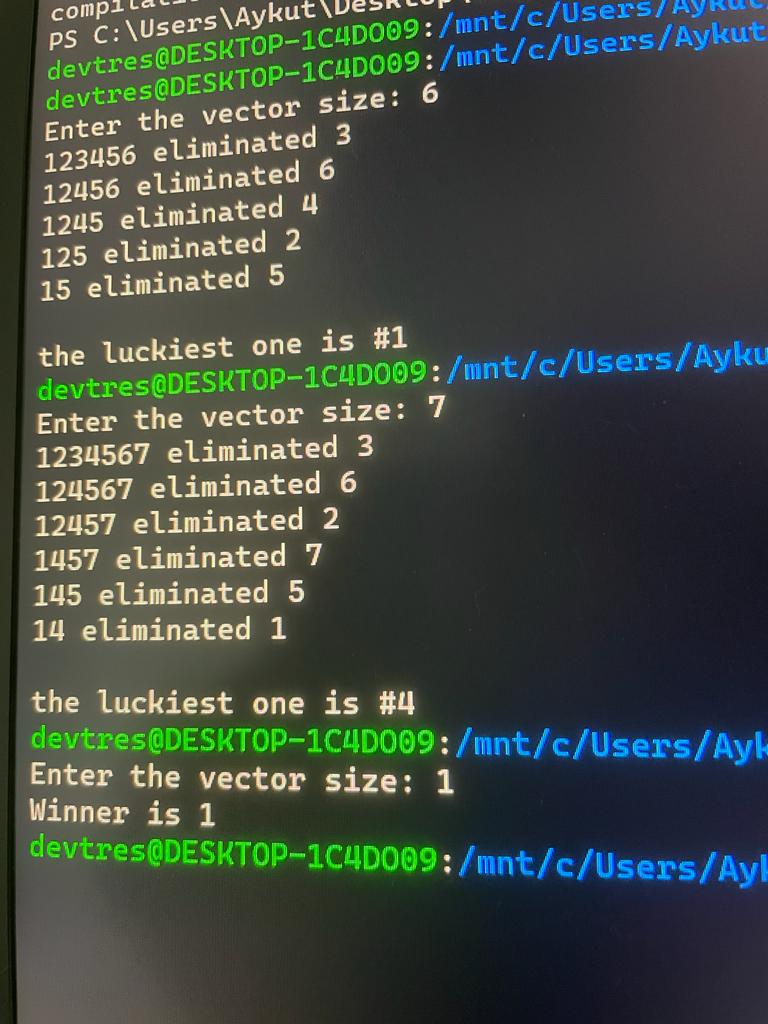 PS C:\Users\Aykut\Desktop
devtres@DESKTOP-1C4DO09:/mnt/c/Users/Aykut
devtres@DESKTOP-1C4DO09:/mnt/c/Users/Aykut
Enter the vector size: 6
123456 eliminated 3
12456 eliminated 6
1245 eliminated 4
125 eliminated 2
15 eliminated 5
the luckiest one is #1
devtres@DESKTOP-1C4DO09:/mnt/c/Users/Ayku
Enter the vector size: 7
1234567 eliminated 3
124567 eliminated 6
12457 eliminated 2
1457 eliminated 7
145 eliminated 5
14 eliminated 1
the luckiest one is #4
devtres@DESKTOP-1C4DO09:/mnt/c/Users/Ayk
Enter the vector size: 1
Winner is 1
devtres@DESKTOP-1C4DO09:/mnt/c/Users/Ayk